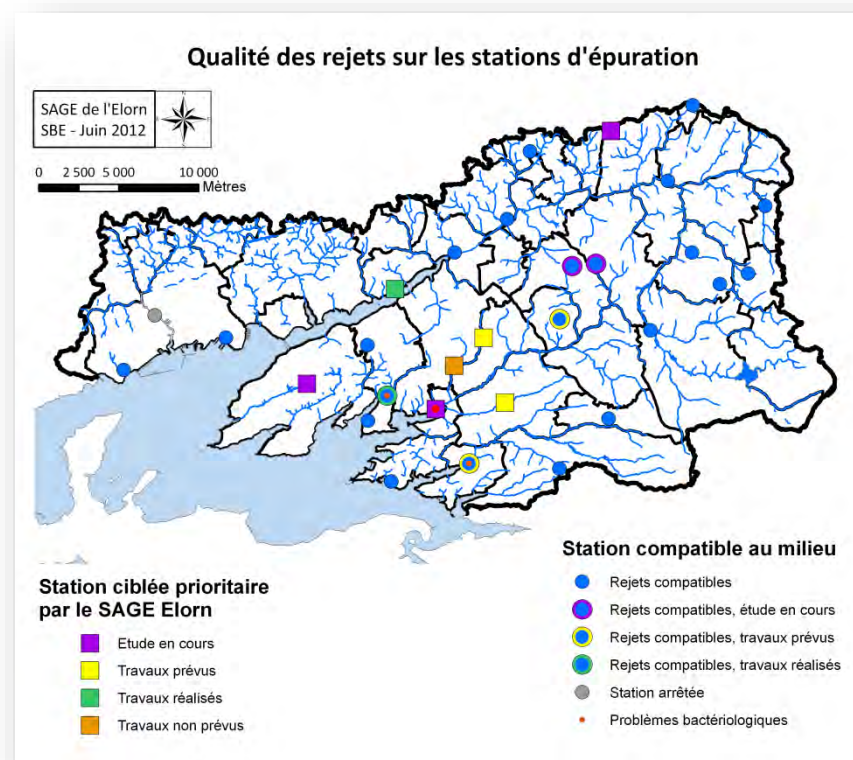 Qualité des rejets sur les stations d'épuration
SAGE de l'Elorn
SBE - Juin 2012
0 2 500 5 000 10 000
Mètres
Station ciblée prioritaire
par le SAGE Elorn
Etude en cours
Travaux prévus
Travaux réalisés
Travaux non prévus
Station compatible au milieu
Rejets compatibles
Rejets compatibles, étude en cours
Rejets compatibles, travaux prévus
Rejets compatibles, travaux réalisés
Station arrêtée
Problèmes bactériologiques